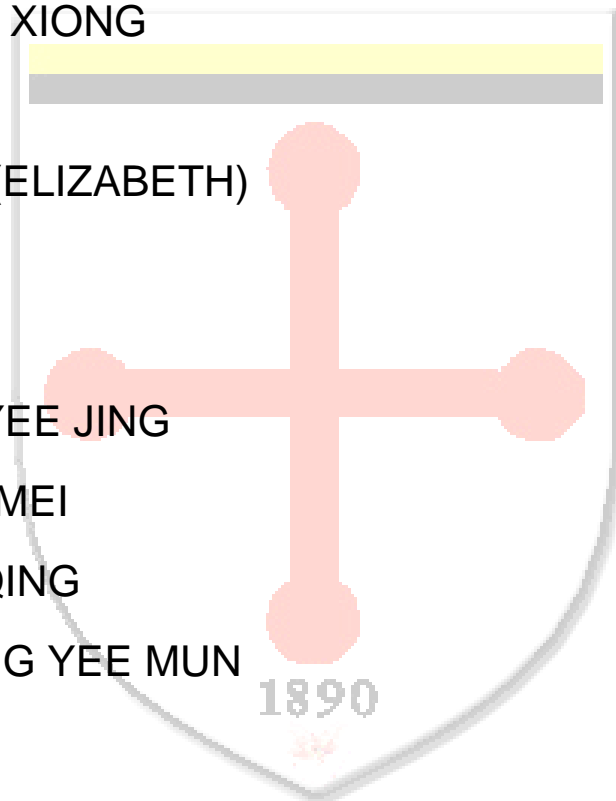 XIONG
(ELIZABETH)
YEE JING
MEI
QING
G YEE MUN
1890